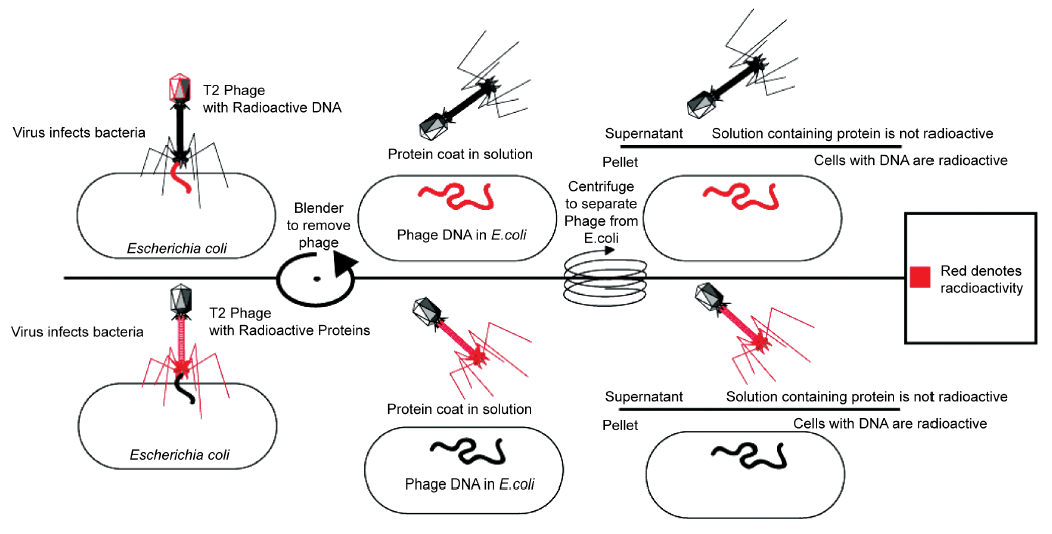 T2 Phage
with Radioactive DNA
Virus infects bacteria
Escherichia coli
Blender
to remove
phage
Protein coat in solution
Phage DNA in E.coli
Centrifuge
to separate
Phage from
E.coli
Supernatant Solution containing protein is not radioactive
Pellet Cells with DNA are radioactive
Red denotes
racdioactivity
T2 Phage
with Radioactive Proteins
Virus infects bacteria
Escherichia coli
Protein coat in solution
Phage DNA in E.coli
Supernatant Solution containing protein is not radioactive
Pellet Cells with DNA are radioactive